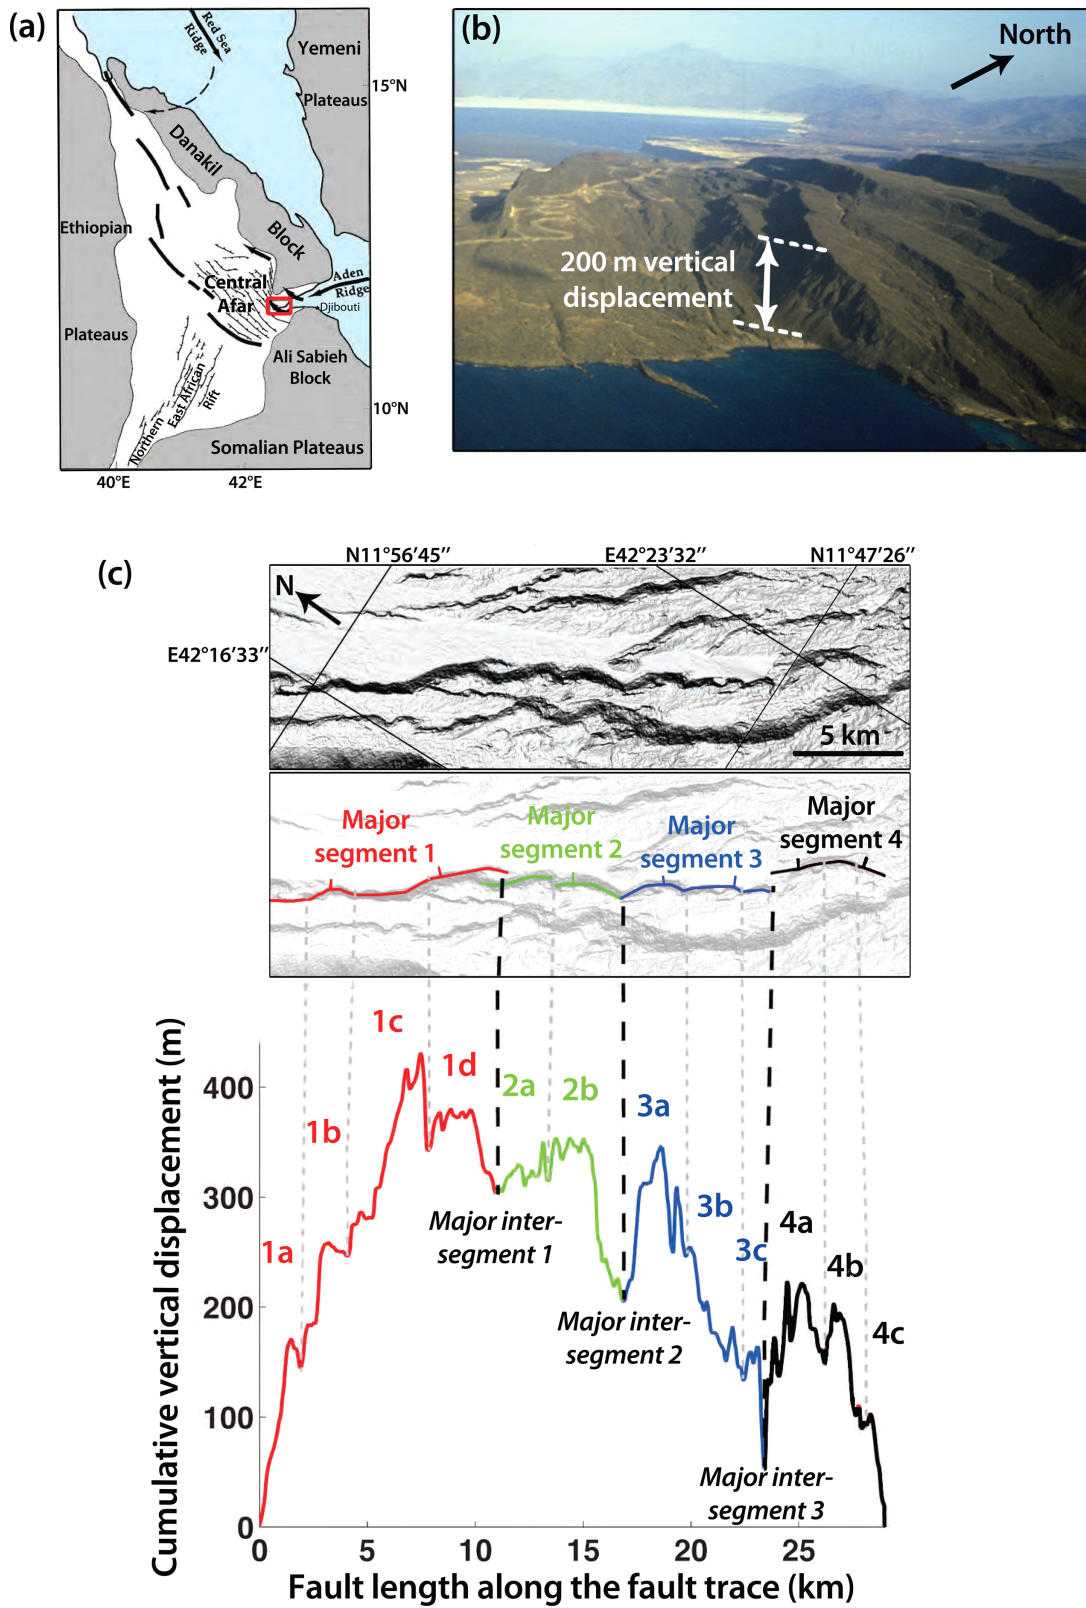 (a)
Red Sea
Ridge
Yemeni
Plateaus
15°N
Danakil
Block
Ethiopian
Plateaus
Central
Afar
Aden
Ridge
Djibouti
Ali Sabieh
Block
Northern
East African
Rift
10°N
Somalian Plateaus
40°E
42°E
(b)
North
200 m vertical
displacement
(c)
N11°56′45″
E42°23′32″
N11°47′26″
N
E42°16′33″
5 km
Major
segment 1
Major
segment 2
Major
segment 3
Major
segment 4
Cumulative vertical displacement (m)
400
300
200
100
0
1a
1b
1c
1d
2a
2b
3a
3b
3c
4a
4b
4c
Major inter-
segment 1
Major inter-
segment 2
Major inter-
segment 3
0
5
10
15
20
25
Fault length along the fault trace (km)